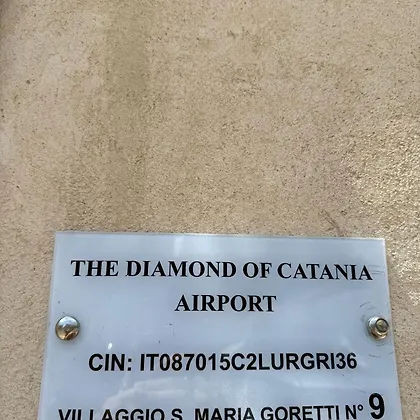 THE DIAMOND OF CATANIA
AIRPORT
CIN: IT087015C2LURGRI36
VILLAGGIO S. MARIA GORETTI N° 9